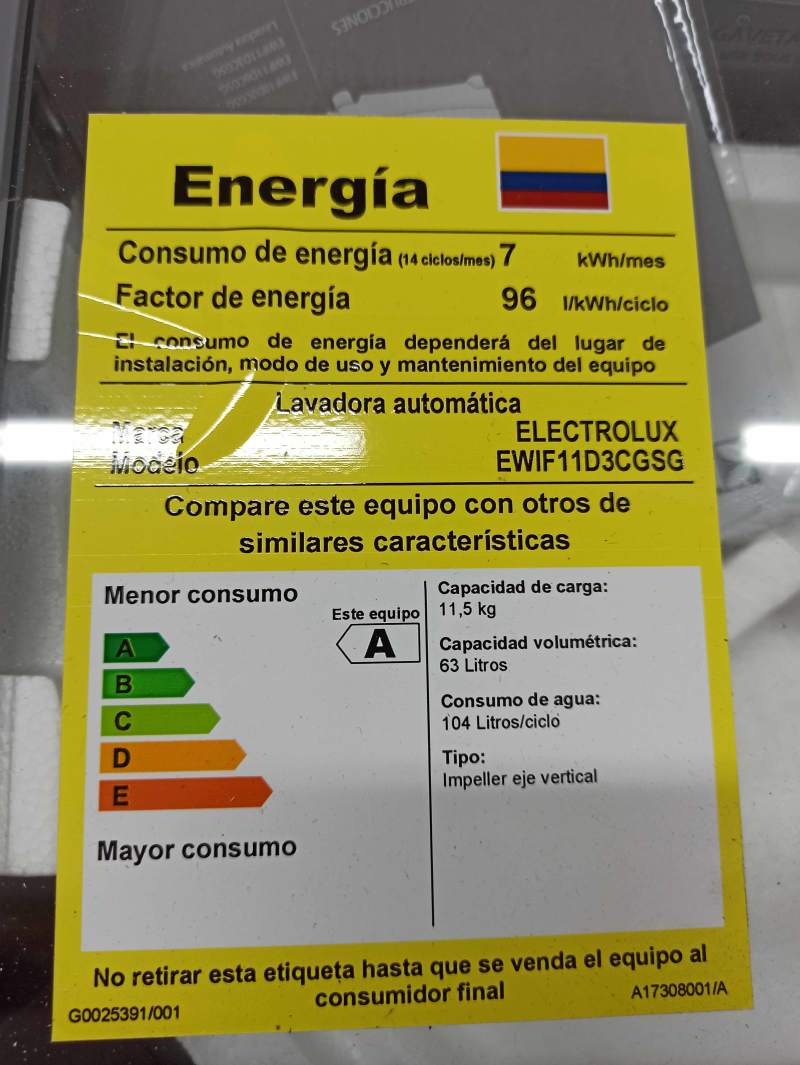 Energía
Consumo de energía (14 ciclos/mes) 7 kWh/mes
Factor de energía 96 l/kWh/ciclo
El consumo de energía dependerá del lugar de
instalación, modo de uso y mantenimiento del equipo
Lavadora automática
Marca ELECTROLUX
Modelo EWIF11D3CGSG
Compare este equipo con otros de
similares características
Menor consumo
Este equipo
A
A
B
C
D
E
Mayor consumo
Capacidad de carga:
11,5 kg
Capacidad volumétrica:
63 Litros
Consumo de agua:
104 Litros/ciclo
Tipo:
Impeller eje vertical
No retirar esta etiqueta hasta que se venda el equipo al
consumidor final
G0025391/001
A17308001/A